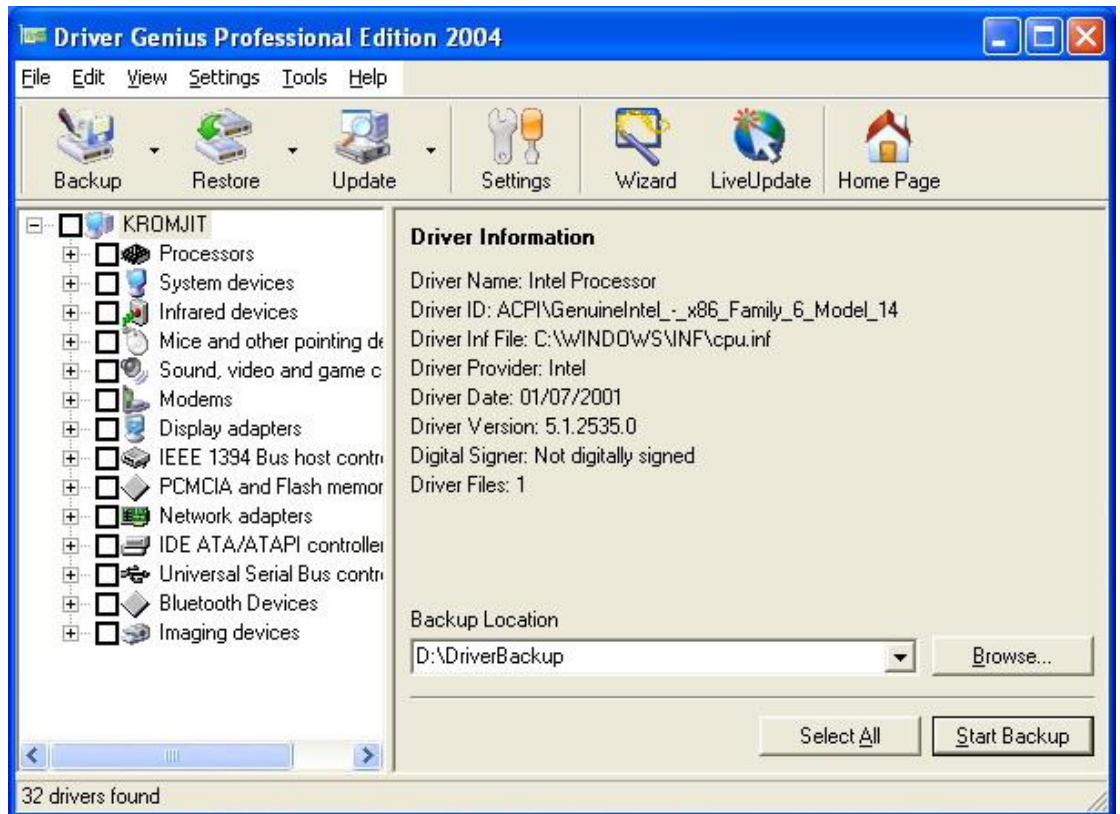 Driver Genius Professional Edition 2004
File Edit View Settings Tools Help
Backup Restore Update Settings Wizard LiveUpdate Home Page
KROMJIT
Processors
System devices
Infrared devices
Mice and other pointing de
Sound, video and game c
Modems
Display adapters
IEEE 1394 Bus host contr
PCMCIA and Flash memor
Network adapters
IDE ATA/ATAPI controller
Universal Serial Bus contr
Bluetooth Devices
Imaging devices
Driver Information
Driver Name: Intel Processor
Driver ID: ACPI\GenuineIntel_-_x86_Family_6_Model_14
Driver Inf File: C:\WINDOWS\INF\cpu.inf
Driver Provider: Intel
Driver Date: 01/07/2001
Driver Version: 5.1.2535.0
Digital Signer: Not digitally signed
Driver Files: 1
Backup Location
D:\DriverBackup
Browse...
Select All Start Backup
32 drivers found